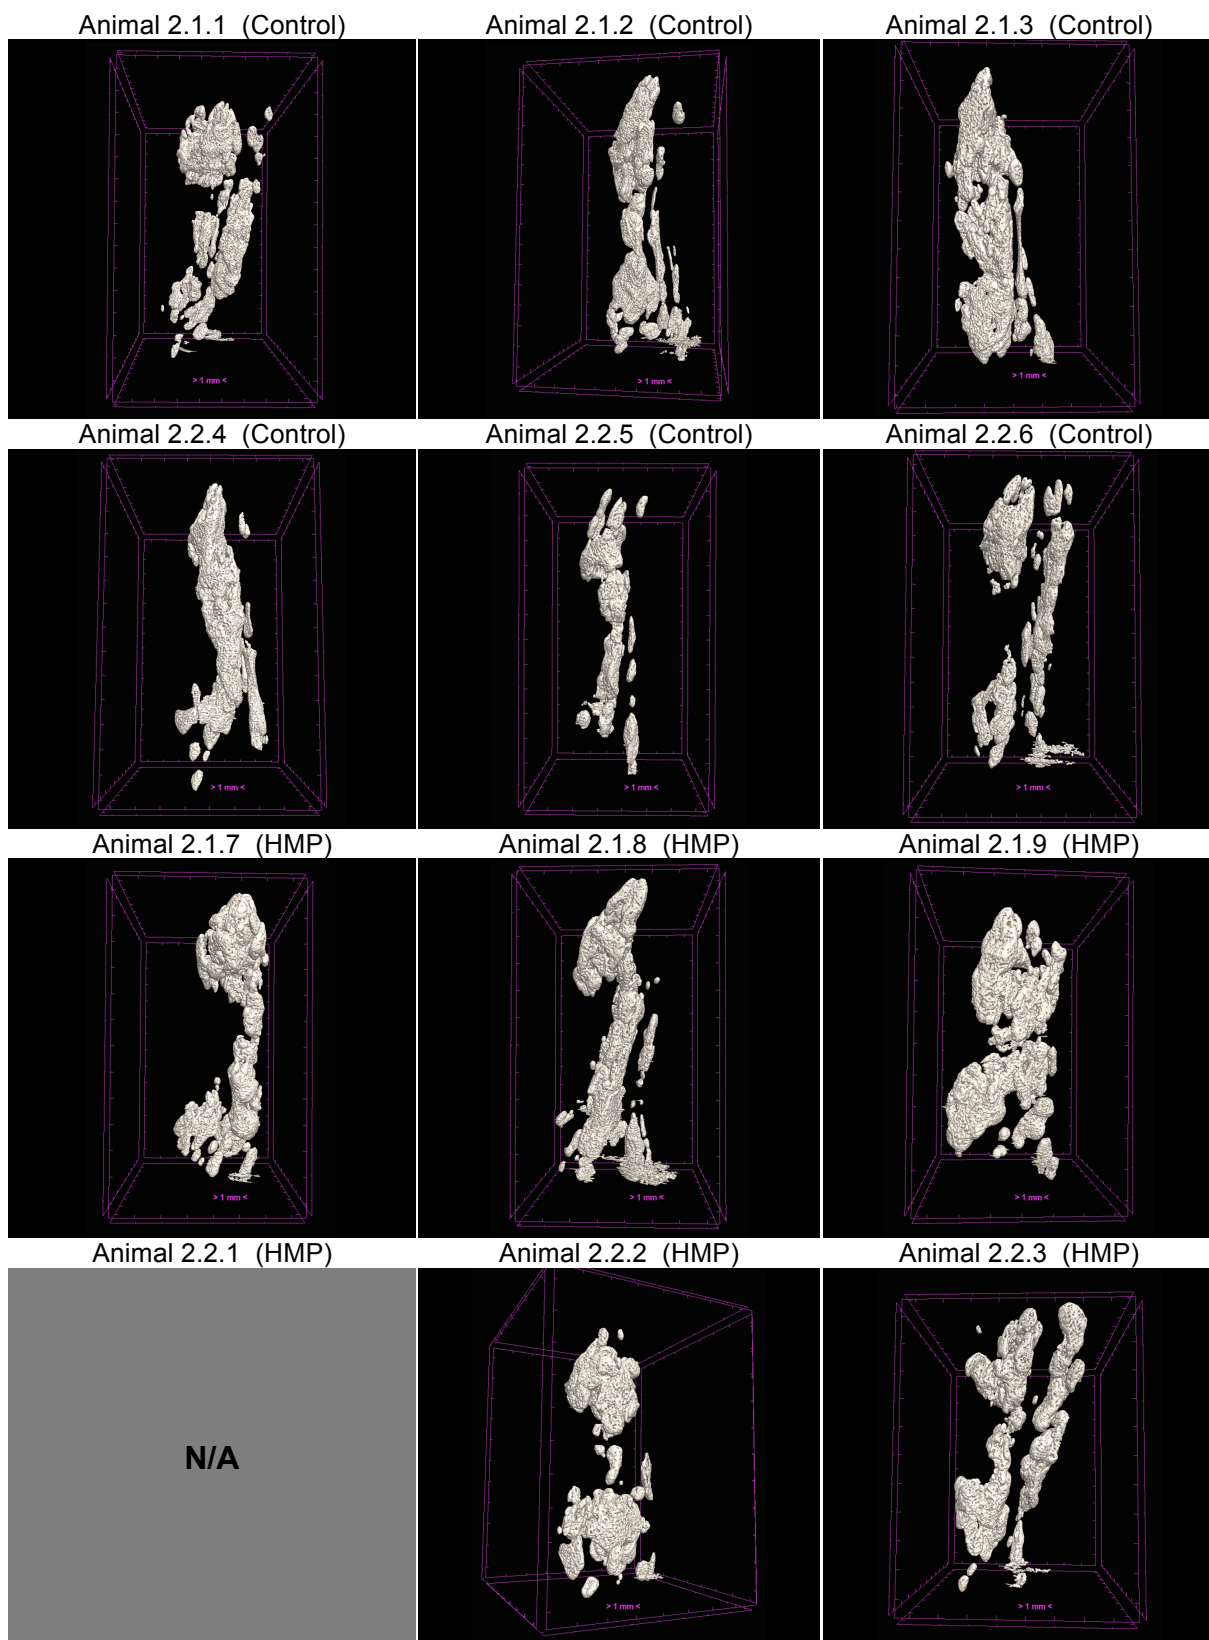 Animal 2.1.1  (Control) Animal 2.1.2  (Control) Animal 2.1.3  (Control)
> 1 mm < > 1 mm < > 1 mm <
Animal 2.2.4  (Control) Animal 2.2.5  (Control) Animal 2.2.6  (Control)
> 1 mm < > 1 mm < > 1 mm <
Animal 2.1.7  (HMP) Animal 2.1.8  (HMP) Animal 2.1.9  (HMP)
> 1 mm < > 1 mm < > 1 mm <
Animal 2.2.1  (HMP) Animal 2.2.2  (HMP) Animal 2.2.3  (HMP)
N/A
> 1 mm < > 1 mm <